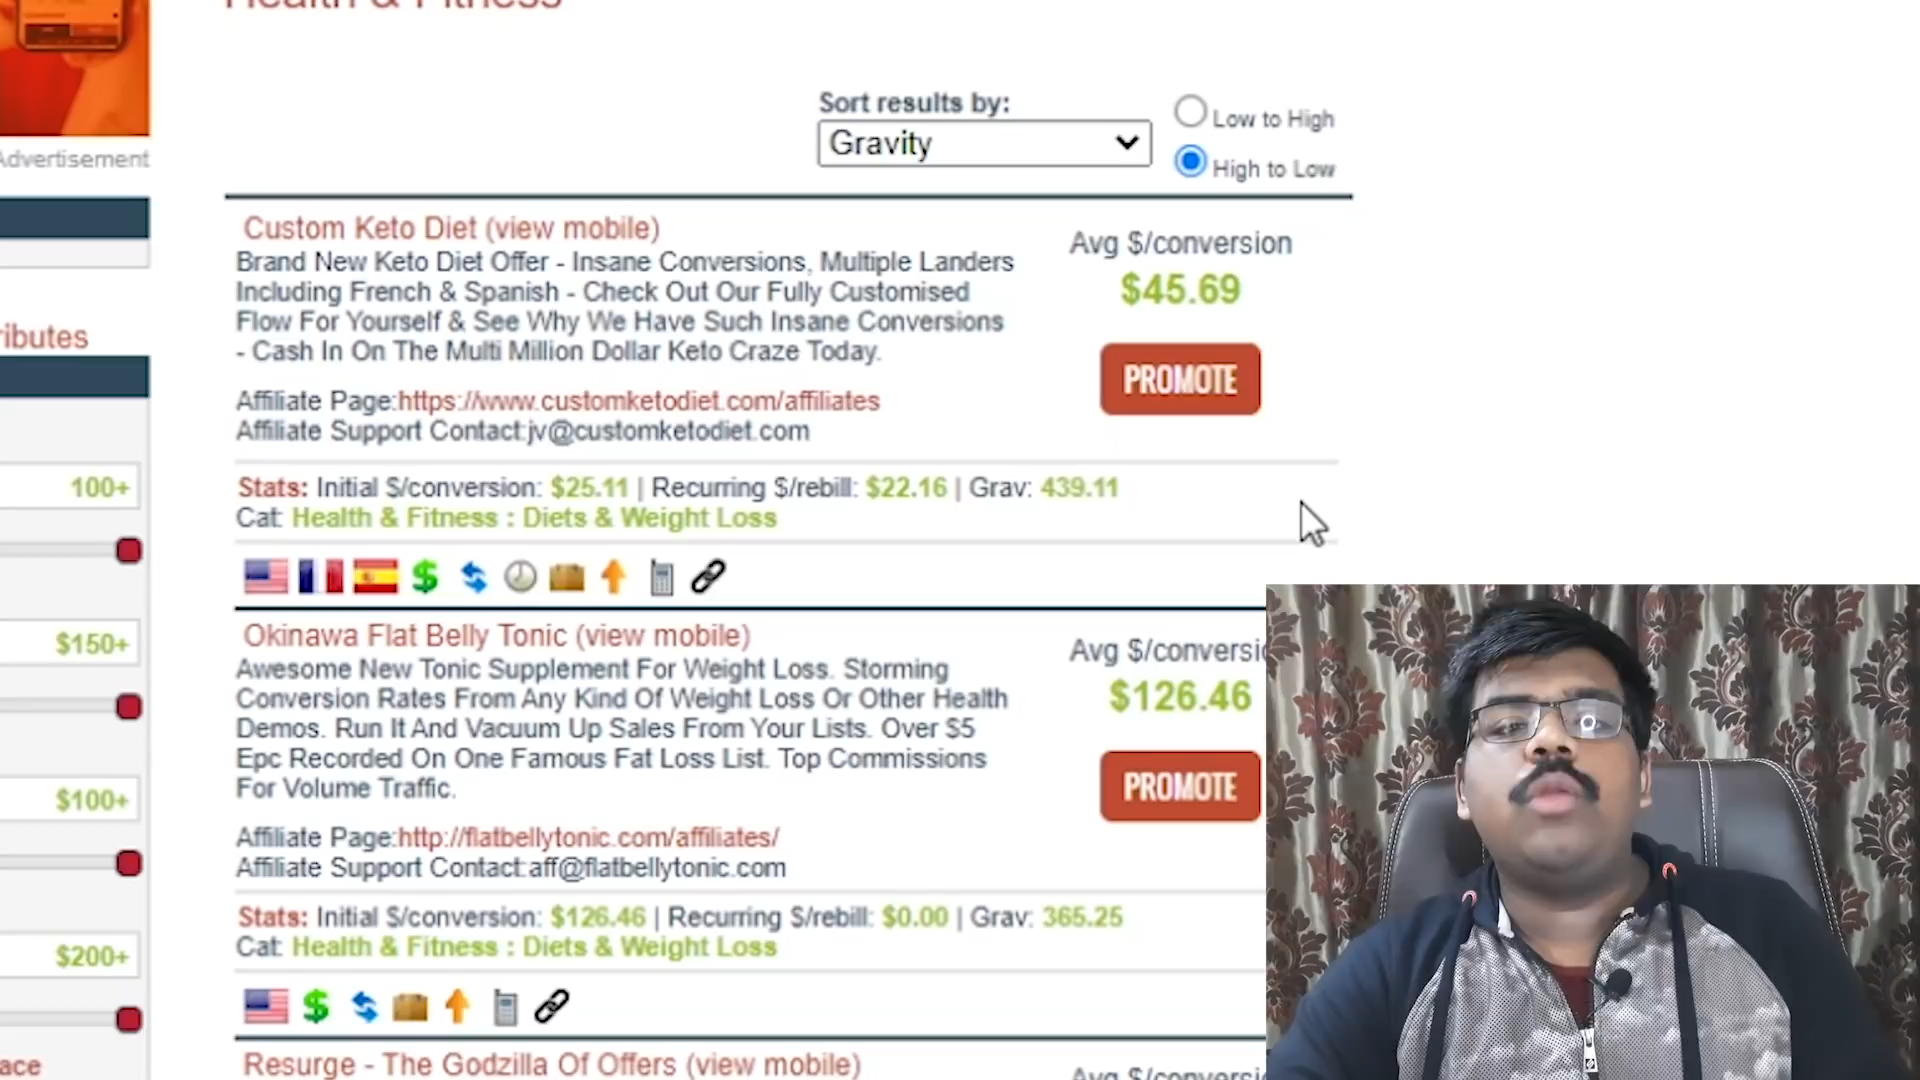 Health & Fitness
Advertisement
Sort results by:
Gravity
Low to High
High to Low
ributes
100+
$150+
$100+
$200+
ace
Custom Keto Diet (view mobile)
Brand New Keto Diet Offer - Insane Conversions, Multiple Landers
Including French & Spanish - Check Out Our Fully Customised
Flow For Yourself & See Why We Have Such Insane Conversions
- Cash In On The Multi Million Dollar Keto Craze Today.
Affiliate Page:https://www.customketodiet.com/affiliates
Affiliate Support Contact:jv@customketodiet.com
Avg $/conversion
$45.69
PROMOTE
Stats: Initial $/conversion: $25.11 | Recurring $/rebill: $22.16 | Grav: 439.11
Cat: Health & Fitness : Diets & Weight Loss
Okinawa Flat Belly Tonic (view mobile)
Awesome New Tonic Supplement For Weight Loss. Storming
Conversion Rates From Any Kind Of Weight Loss Or Other Health
Demos. Run It And Vacuum Up Sales From Your Lists. Over $5
Epc Recorded On One Famous Fat Loss List. Top Commissions
For Volume Traffic.
Affiliate Page:http://flatbellytonic.com/affiliates/
Affiliate Support Contact:aff@flatbellytonic.com
Avg $/conversi
$126.46
PROMOTE
Stats: Initial $/conversion: $126.46 | Recurring $/rebill: $0.00 | Grav: 365.25
Cat: Health & Fitness : Diets & Weight Loss
Resurge - The Godzilla Of Offers (view mobile)
Avg $/conversi